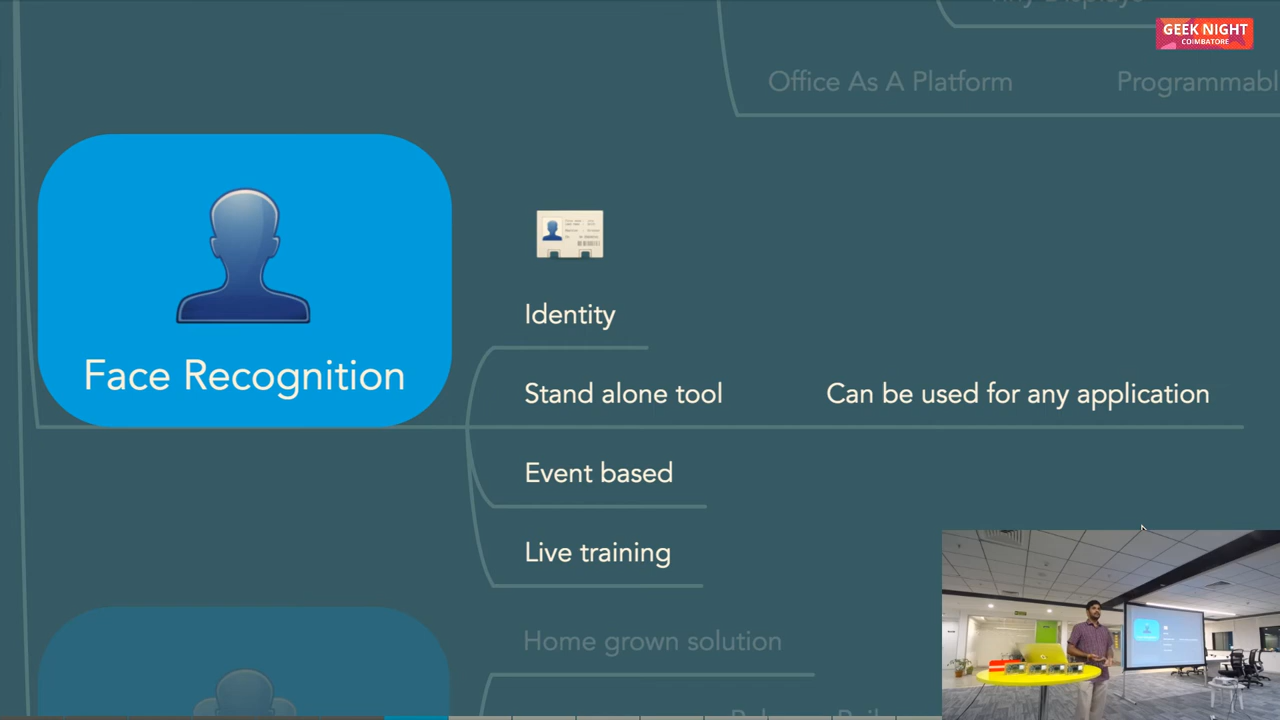 GEEK NIGHT
COIMBATORE
Office As A Platform
Programmabl
Face Recognition
Identity
Stand alone tool
Can be used for any application
Event based
Live training
Home grown solution